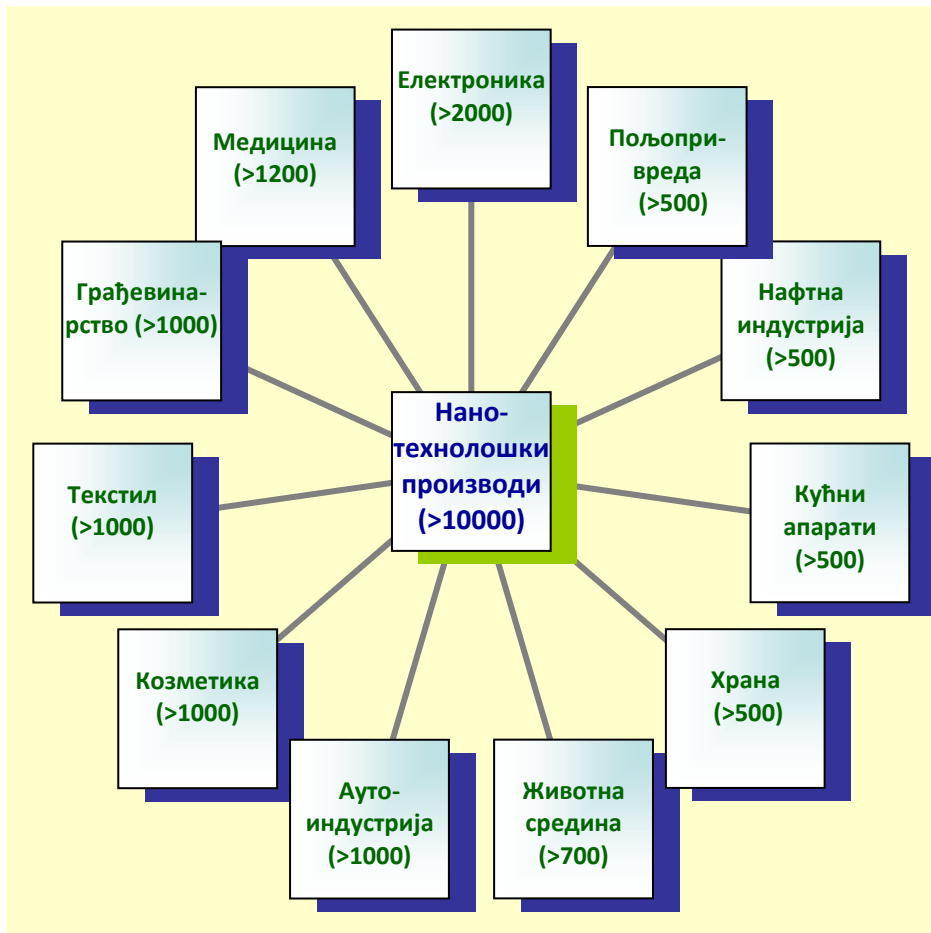 Електроника
(>2000)
Пољопри-
вреда
(>500)
Нафтна
индустрија
(>500)
Кућни
апарати
(>500)
Храна
(>500)
Животна
средина
(>700)
Ауто-
индустрија
(>1000)
Козметика
(>1000)
Текстил
(>1000)
Грађевина-
рство (>1000)
Медицина
(>1200)
Нано-
технолошки
производи
(>10000)